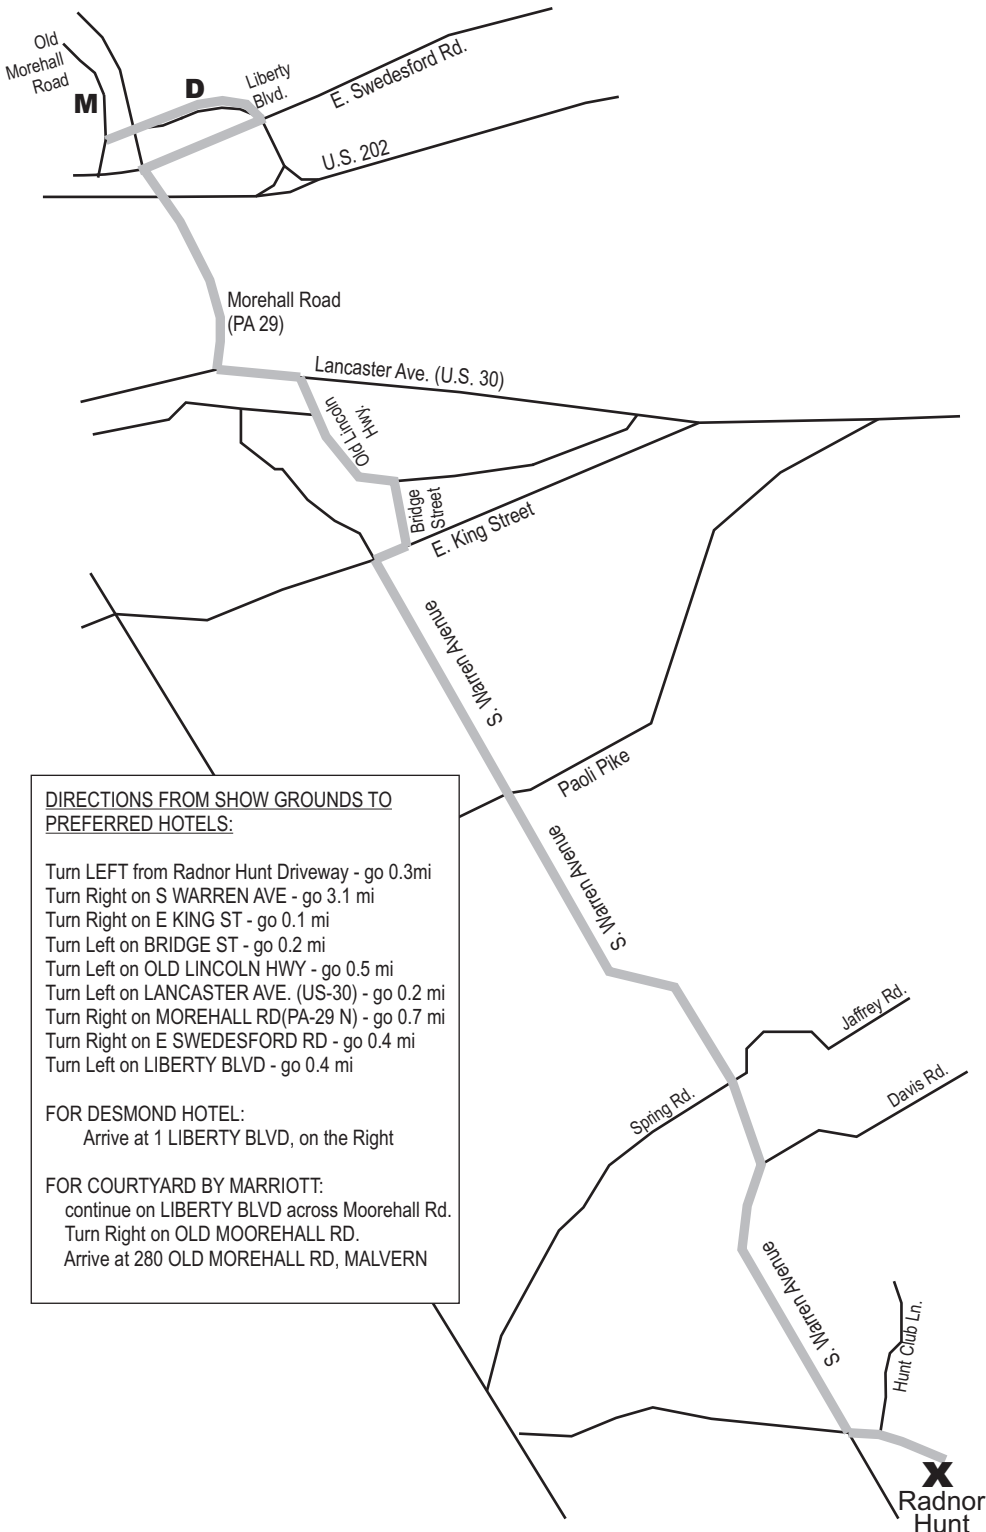 Old
Morehall
Road
M
D
Liberty
Blvd.
E. Swedesford Rd.
U.S. 202
Morehall Road
(PA 29)
Lancaster Ave. (U.S. 30)
Old Lincoln
Hwy.
Bridge
Street
E. King Street
S. Warren Avenue
Paoli Pike
S. Warren Avenue
DIRECTIONS FROM SHOW GROUNDS TO
PREFERRED HOTELS:
Turn LEFT from Radnor Hunt Driveway - go 0.3mi
Turn Right on S WARREN AVE - go 3.1 mi
Turn Right on E KING ST - go 0.1 mi
Turn Left on BRIDGE ST - go 0.2 mi
Turn Left on OLD LINCOLN HWY - go 0.5 mi
Turn Left on LANCASTER AVE. (US-30) - go 0.2 mi
Turn Right on MOREHALL RD(PA-29 N) - go 0.7 mi
Turn Right on E SWEDESFORD RD - go 0.4 mi
Turn Left on LIBERTY BLVD - go 0.4 mi
FOR DESMOND HOTEL:
Arrive at 1 LIBERTY BLVD, on the Right
FOR COURTYARD BY MARRIOTT:
continue on LIBERTY BLVD across Moorehall Rd.
Turn Right on OLD MOOREHALL RD.
Arrive at 280 OLD MOREHALL RD, MALVERN
Jaffrey Rd.
Spring Rd.
Davis Rd.
S. Warren Avenue
Hunt Club Ln.
X
Radnor
Hunt